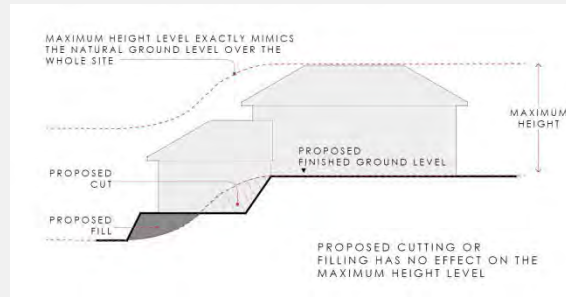 MAXIMUM HEIGHT LEVEL EXACTLY MIMICS
THE NATURAL GROUND LEVEL OVER THE
WHOLE SITE
MAXIMUM
HEIGHT
PROPOSED
FINISHED GROUND LEVEL
PROPOSED
CUT
PROPOSED
FILL
PROPOSED CUTTING OR
FILLING HAS NO EFFECT ON THE
MAXIMUM HEIGHT LEVEL